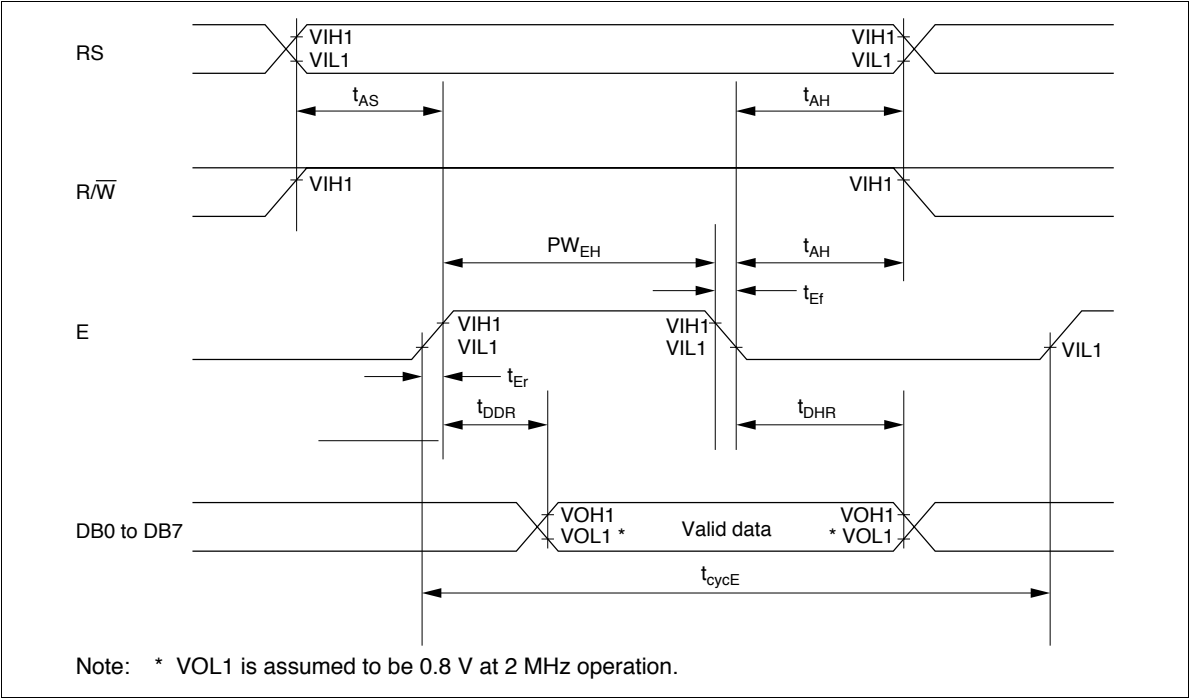 RS
VIH1
VIL1
VIH1
VIL1
tAS
tAH
R/W̅
VIH1
VIH1
PWEH
tAH
tEf
E
VIH1
VIL1
VIH1
VIL1
VIL1
tEr
tDDR
tDHR
DB0 to DB7
VOH1
VOL1 *
Valid data
VOH1
* VOL1
tcycE
Note: * VOL1 is assumed to be 0.8 V at 2 MHz operation.